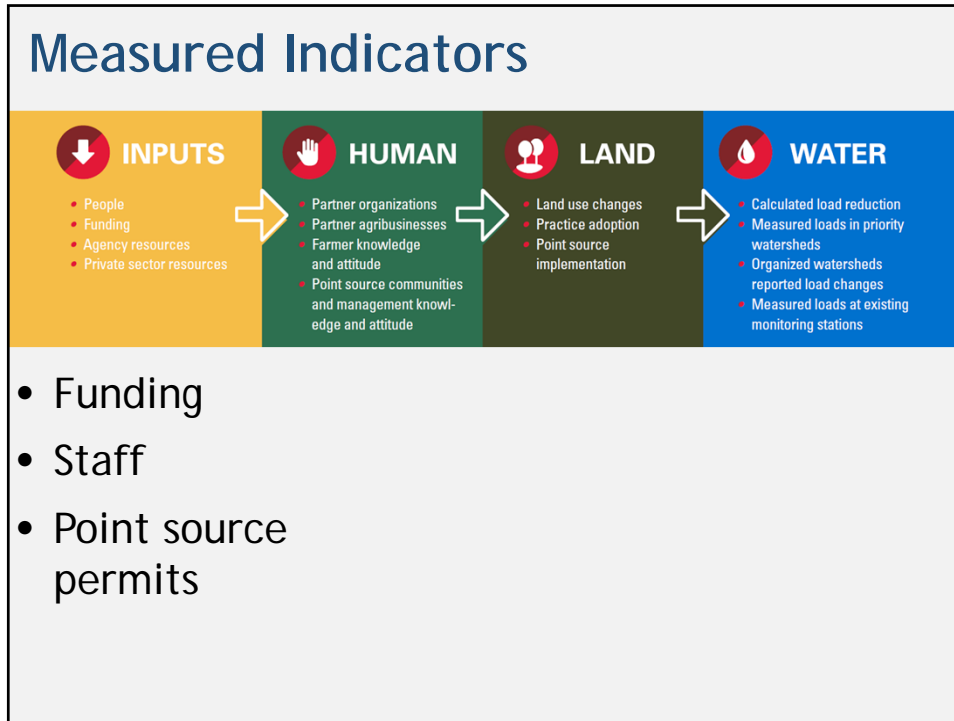 Measured Indicators
INPUTS
• People
• Funding
• Agency resources
• Private sector resources
HUMAN
• Partner organizations
• Partner agribusinesses
• Farmer knowledge
and attitude
• Point source communities
and management knowl-
edge and attitude
LAND
• Land use changes
• Practice adoption
• Point source
implementation
WATER
• Calculated load reduction
• Measured loads in priority
watersheds
• Organized watersheds
reported load changes
• Measured loads at existing
monitoring stations
• Funding
• Staff
• Point source
permits